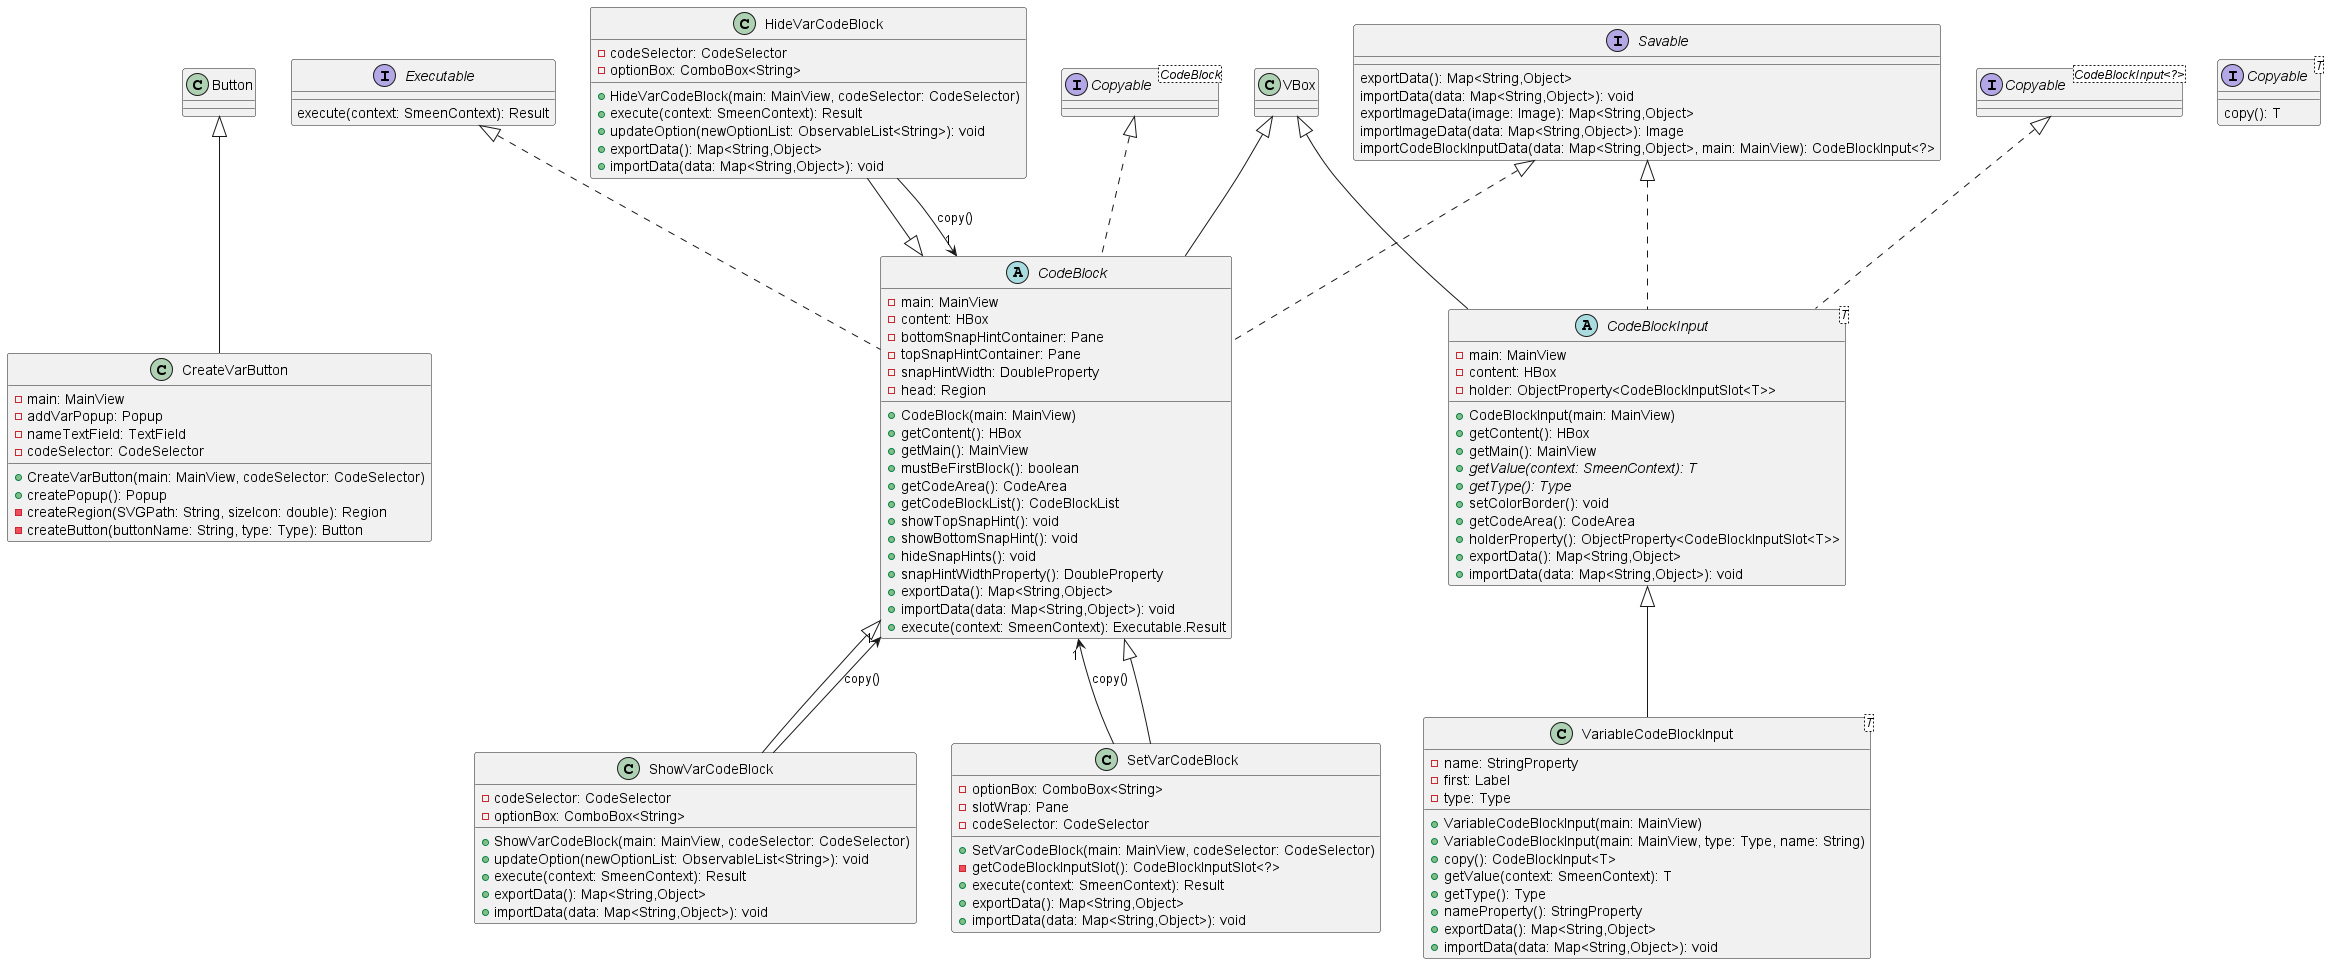 C HideVarCodeBlock
codeSelector: CodeSelector
optionBox: ComboBox<String>
HideVarCodeBlock(main: MainView, codeSelector: CodeSelector)
execute(context: SmeenContext): Result
updateOption(newOptionList: ObservableList<String>): void
exportData(): Map<String,Object>
importData(data: Map<String,Object>): void
I Savable
exportData(): Map<String,Object>
importData(data: Map<String,Object>): void
exportImageData(image: Image): Map<String,Object>
importImageData(data: Map<String,Object>): Image
importCodeBlockInputData(data: Map<String,Object>, main: MainView): CodeBlockInput<?>
C Button
I Executable
execute(context: SmeenContext): Result
I Copyable CodeBlock
C VBox
I Copyable CodeBlockInput<?>
I Copyable T
copy(): T
copy()
1
A CodeBlock
main: MainView
content: HBox
bottomSnapHintContainer: Pane
topSnapHintContainer: Pane
snapHintWidth: DoubleProperty
head: Region
CodeBlock(main: MainView)
getContent(): HBox
getMain(): MainView
mustBeFirstBlock(): boolean
getCodeArea(): CodeArea
getCodeBlockList(): CodeBlockList
showTopSnapHint(): void
showBottomSnapHint(): void
hideSnapHints(): void
snapHintWidthProperty(): DoubleProperty
exportData(): Map<String,Object>
importData(data: Map<String,Object>): void
execute(context: SmeenContext): Executable.Result
A CodeBlockInput T
main: MainView
content: HBox
holder: ObjectProperty<CodeBlockInputSlot<T>>
CodeBlockInput(main: MainView)
getContent(): HBox
getMain(): MainView
getValue(context: SmeenContext): T
getType(): Type
setColorBorder(): void
getCodeArea(): CodeArea
holderProperty(): ObjectProperty<CodeBlockInputSlot<T>>
exportData(): Map<String,Object>
importData(data: Map<String,Object>): void
C CreateVarButton
main: MainView
addVarPopup: Popup
nameTextField: TextField
codeSelector: CodeSelector
CreateVarButton(main: MainView, codeSelector: CodeSelector)
createPopup(): Popup
createRegion(SVGPath: String, sizeIcon: double): Region
createButton(buttonName: String, type: Type): Button
1
copy()
1
copy()
C ShowVarCodeBlock
codeSelector: CodeSelector
optionBox: ComboBox<String>
ShowVarCodeBlock(main: MainView, codeSelector: CodeSelector)
updateOption(newOptionList: ObservableList<String>): void
execute(context: SmeenContext): Result
exportData(): Map<String,Object>
importData(data: Map<String,Object>): void
C SetVarCodeBlock
optionBox: ComboBox<String>
slotWrap: Pane
codeSelector: CodeSelector
SetVarCodeBlock(main: MainView, codeSelector: CodeSelector)
getCodeBlockInputSlot(): CodeBlockInputSlot<?>
execute(context: SmeenContext): Result
exportData(): Map<String,Object>
importData(data: Map<String,Object>): void
C VariableCodeBlockInput T
name: StringProperty
first: Label
type: Type
VariableCodeBlockInput(main: MainView)
VariableCodeBlockInput(main: MainView, type: Type, name: String)
copy(): CodeBlockInput<T>
getValue(context: SmeenContext): T
getType(): Type
nameProperty(): StringProperty
exportData(): Map<String,Object>
importData(data: Map<String,Object>): void